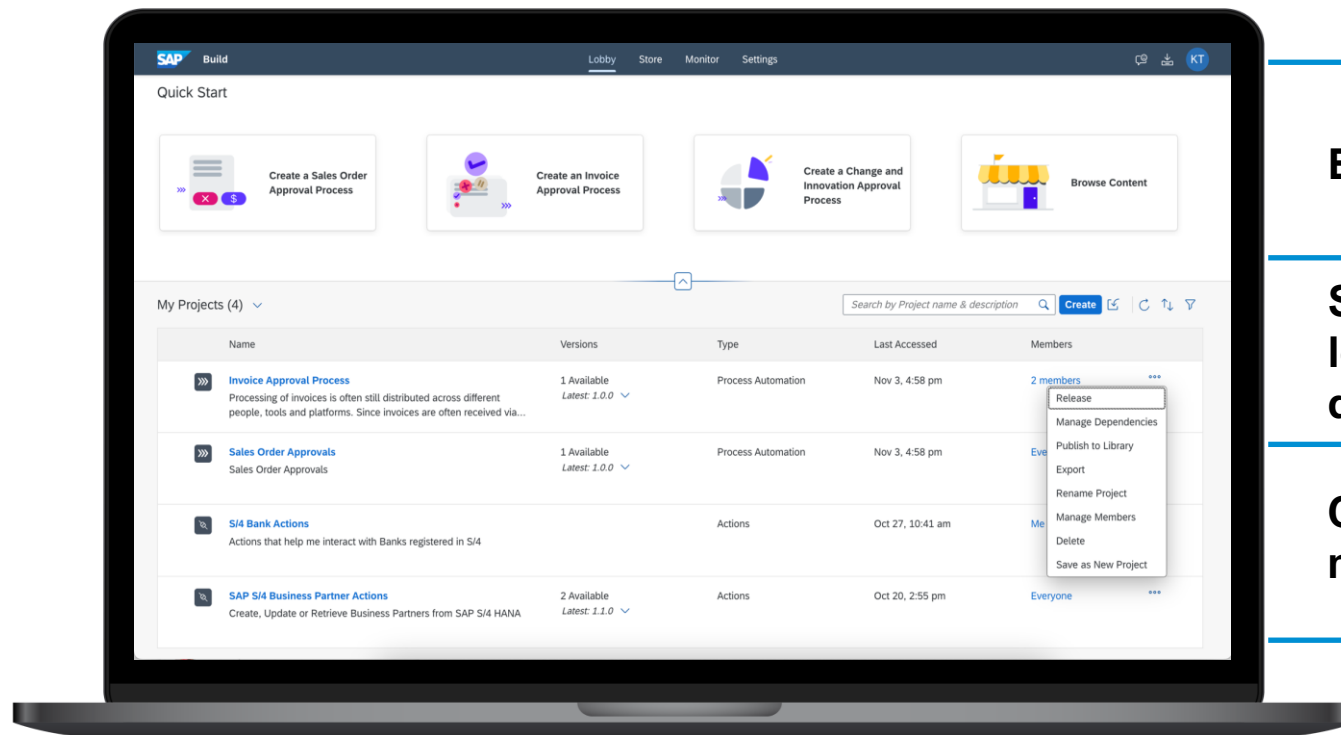 SAP Build Lobby Store Monitor Settings KT
Quick Start
Create a Sales Order
Approval Process
Create an Invoice
Approval Process
Create a Change and
Innovation Approval
Process
Browse Content
My Projects (4)
Search by Project name & description Create
Name Versions Type Last Accessed Members
Invoice Approval Process 1 Available Process Automation Nov 3, 4:58 pm 2 members
Processing of invoices is often still distributed across different Latest: 1.0.0
people, tools and platforms. Since invoices are often received via...
Sales Order Approvals 1 Available Process Automation Nov 3, 4:58 pm Eve
Sales Order Approvals Latest: 1.0.0
S/4 Bank Actions Actions Oct 27, 10:41 am Me
Actions that help me interact with Banks registered in S/4
SAP S/4 Business Partner Actions 2 Available Actions Oct 20, 2:55 pm Everyone
Create, Update or Retrieve Business Partners from SAP S/4 HANA Latest: 1.1.0
Release
Manage Dependencies
Publish to Library
Export
Rename Project
Manage Members
Delete
Save as New Project